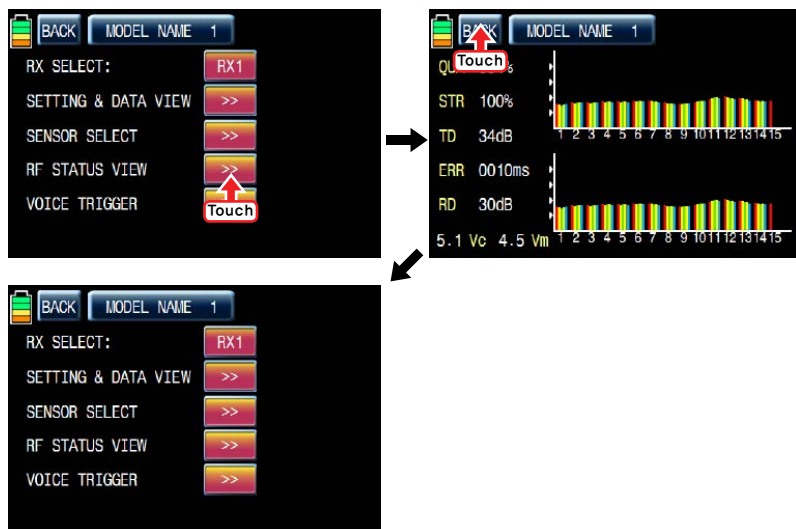 BACK MODEL NAME 1
RX SELECT: RX1
SETTING & DATA VIEW >>
SENSOR SELECT >>
RF STATUS VIEW >>
Touch
VOICE TRIGGER
BACK MODEL NAME 1
Touch
STR 100%
TD 34dB
1 2 3 4 5 6 7 8 9 10 11 12 13 14 15
ERR 0010ms
RD 30dB
5.1 Vc 4.5 Vm
1 2 3 4 5 6 7 8 9 10 11 12 13 14 15
BACK MODEL NAME 1
RX SELECT: RX1
SETTING & DATA VIEW >>
SENSOR SELECT >>
RF STATUS VIEW >>
VOICE TRIGGER >>